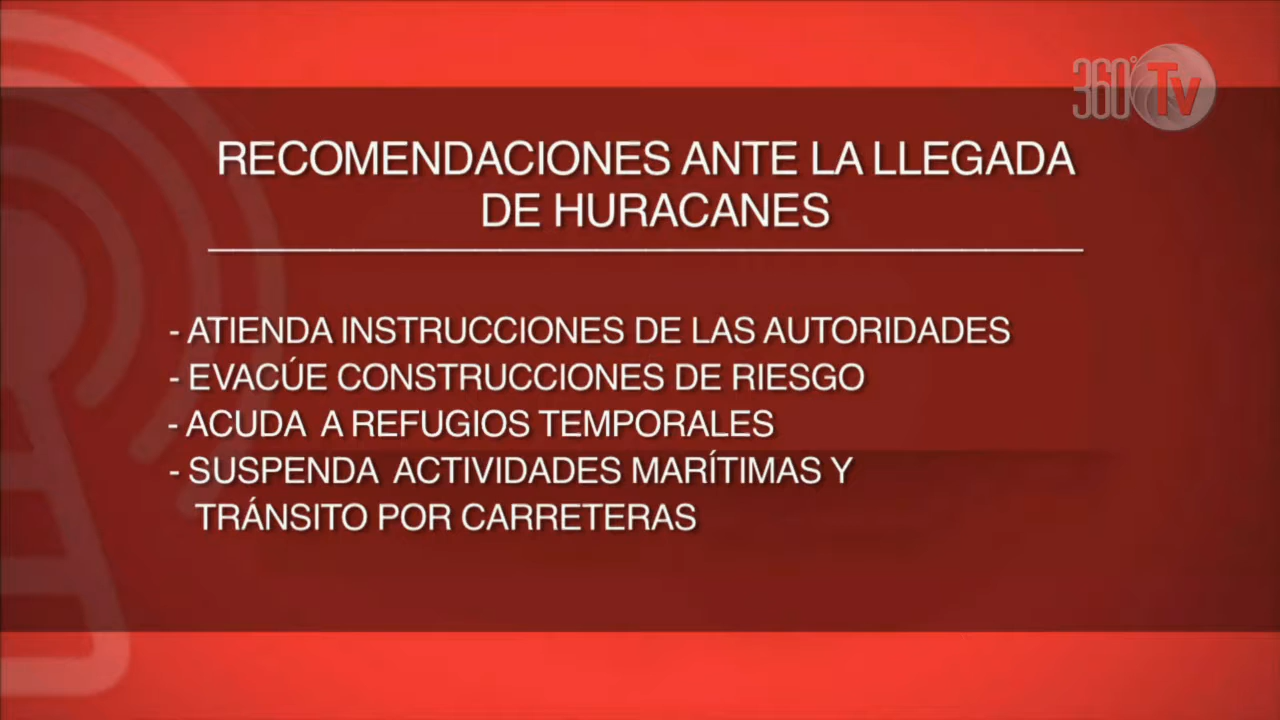 360° Tv
RECOMENDACIONES ANTE LA LLEGADA
DE HURACANES
- ATIENDA INSTRUCCIONES DE LAS AUTORIDADES
- EVACÚE CONSTRUCCIONES DE RIESGO
- ACUDA A REFUGIOS TEMPORALES
- SUSPENDA ACTIVIDADES MARÍTIMAS Y
TRÁNSITO POR CARRETERAS